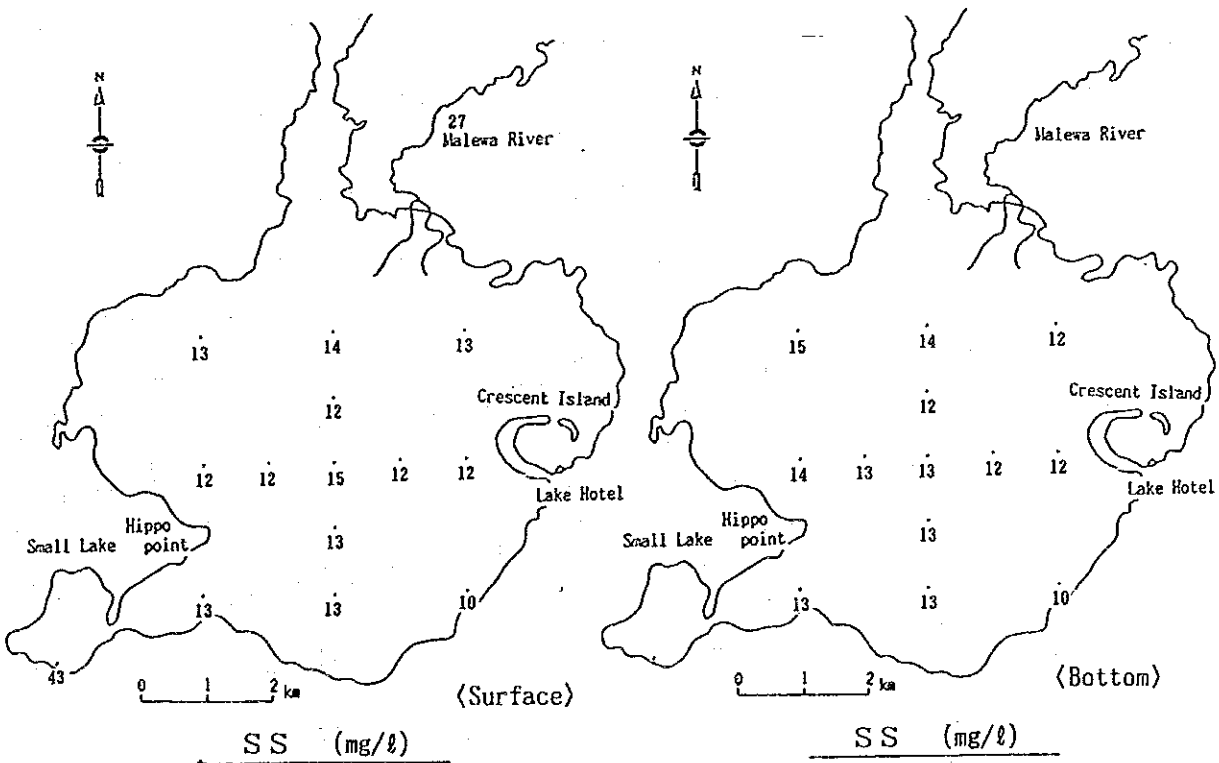 N
27
Malewa River
13 14 13
12
Crescent Island
12 12 15 12 12
Lake Hotel
Hippo
point
Small Lake
13
13 13 10
43
0 1 2
km
〈Surface〉
SS (mg/ℓ)
N
Malewa River
15 14 12
12
Crescent Island
14 13 13 12 12
Lake Hotel
Hippo
point
Small Lake
13
13 13 10
0 1 2
km
〈Bottom〉
SS (mg/ℓ)